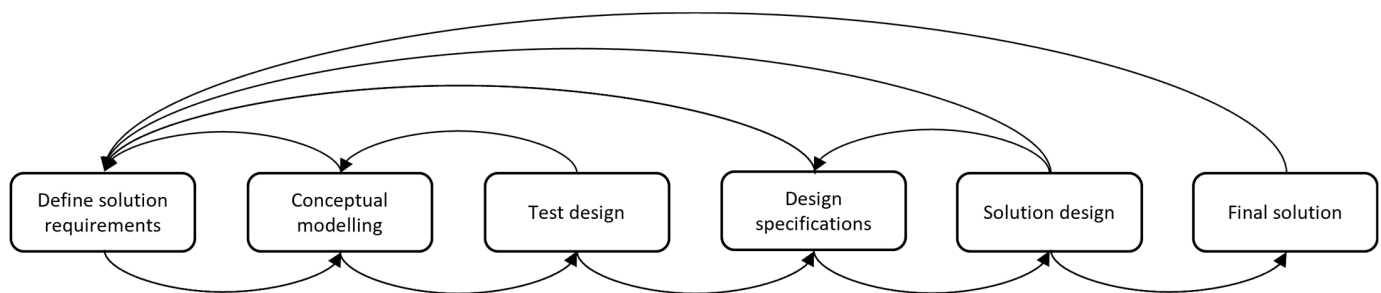 Define solution
requirements
Conceptual
modelling
Test design
Design
specifications
Solution design
Final solution